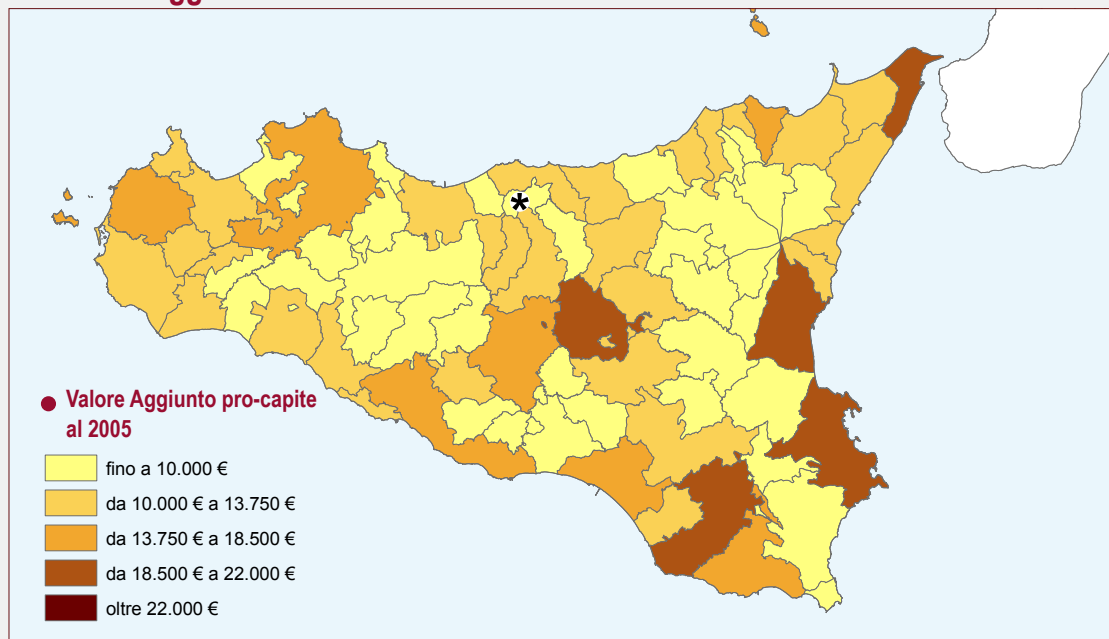 Valore Aggiunto pro-capite
al 2005
fino a 10.000 €
da 10.000 € a 13.750 €
da 13.750 € a 18.500 €
da 18.500 € a 22.000 €
oltre 22.000 €
*